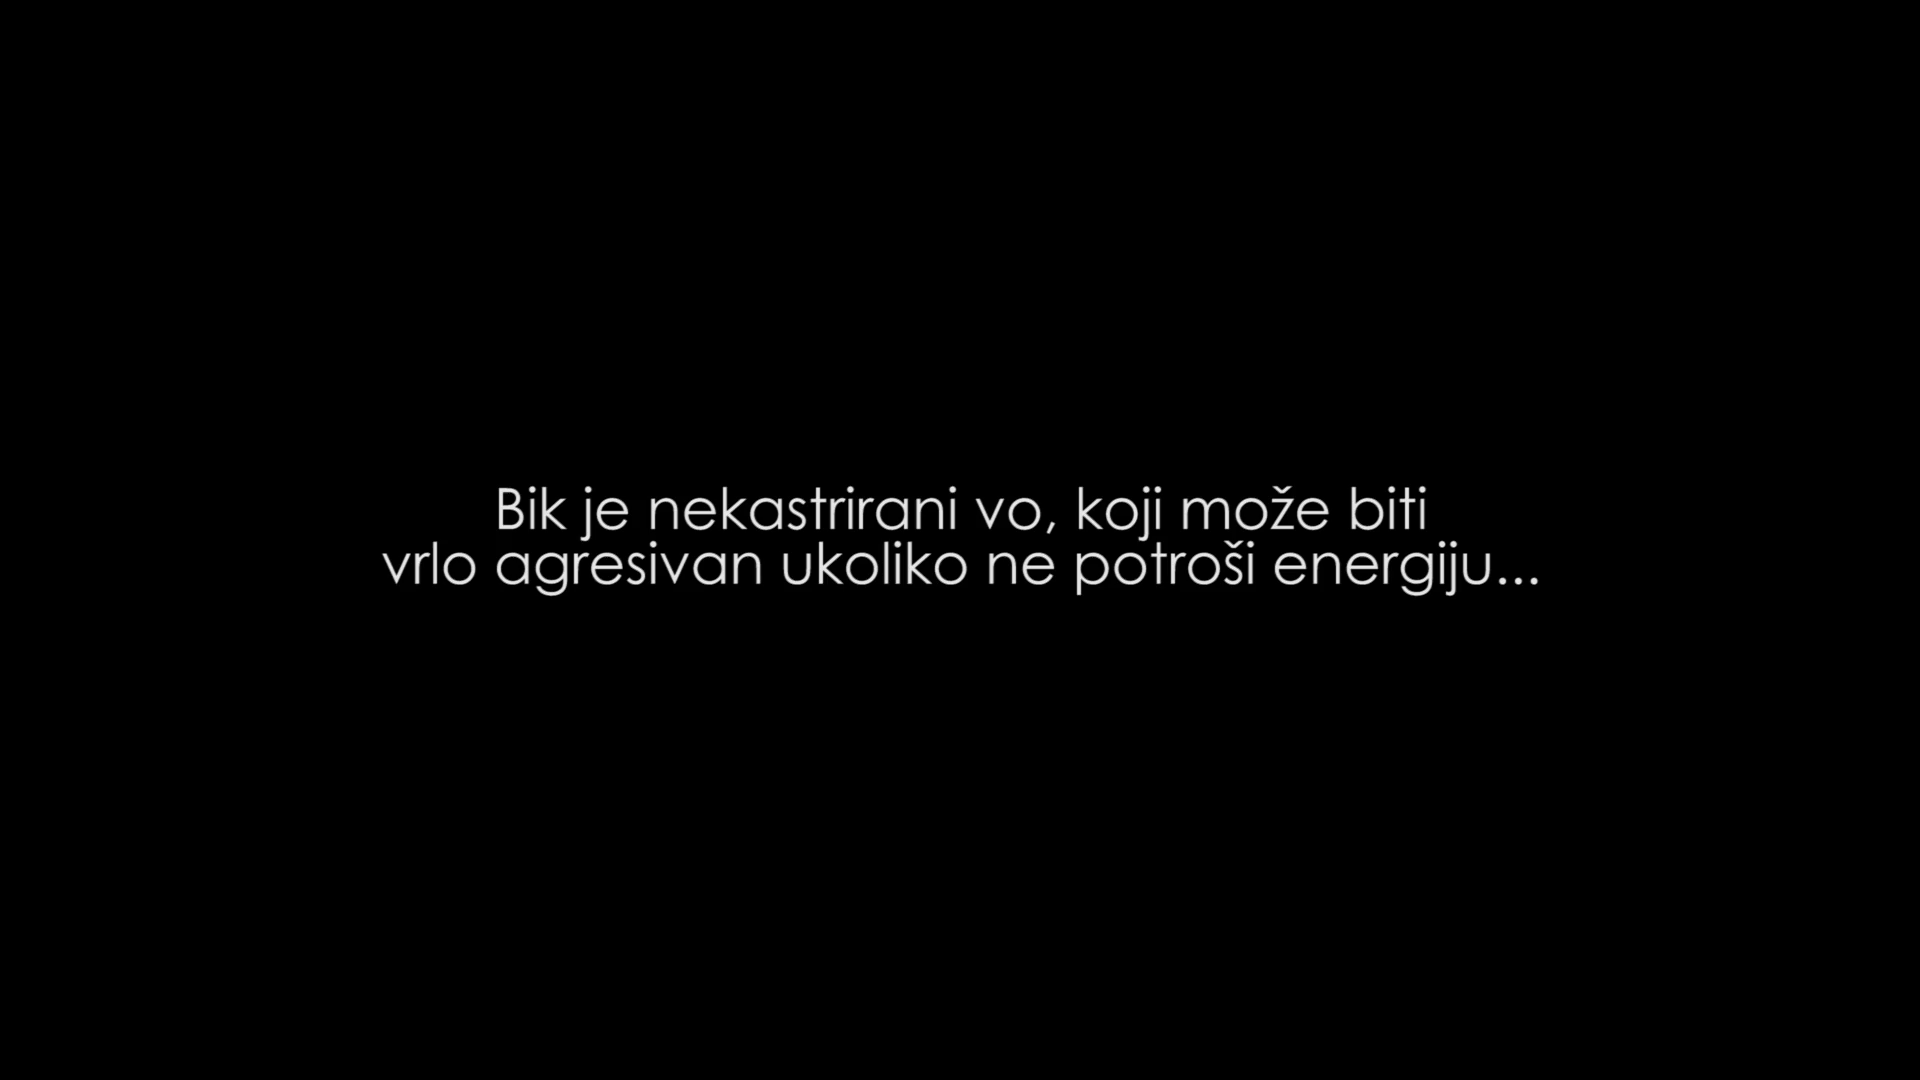 Bik je nekastrirani vo, koji može biti
vrlo agresivan ukoliko ne potroši energiju...